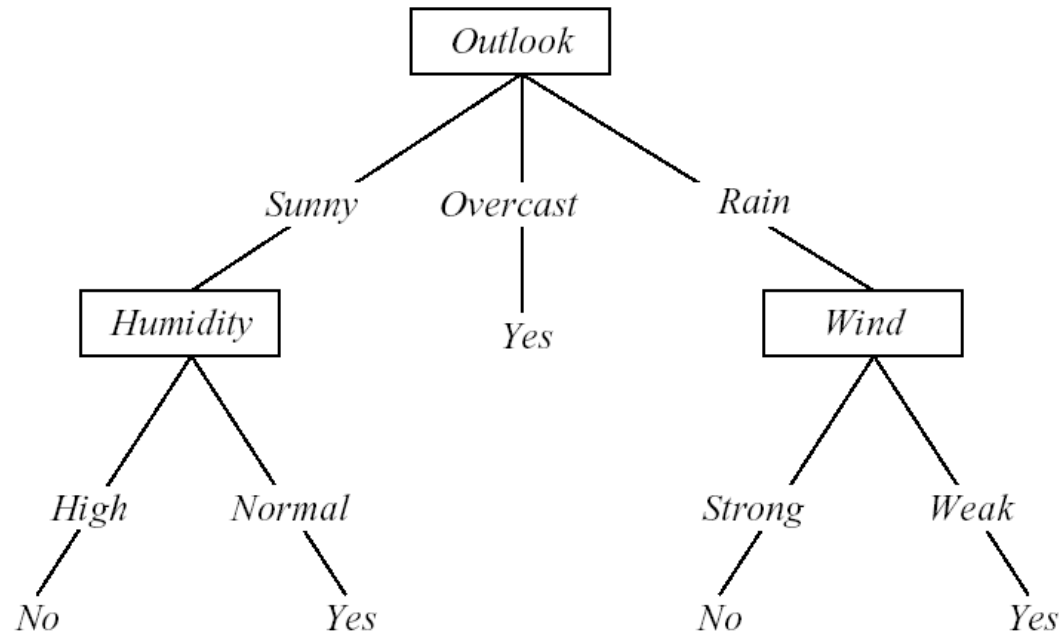 Outlook
Sunny Overcast Rain
Humidity Yes Wind
High Normal Strong Weak
No Yes No Yes